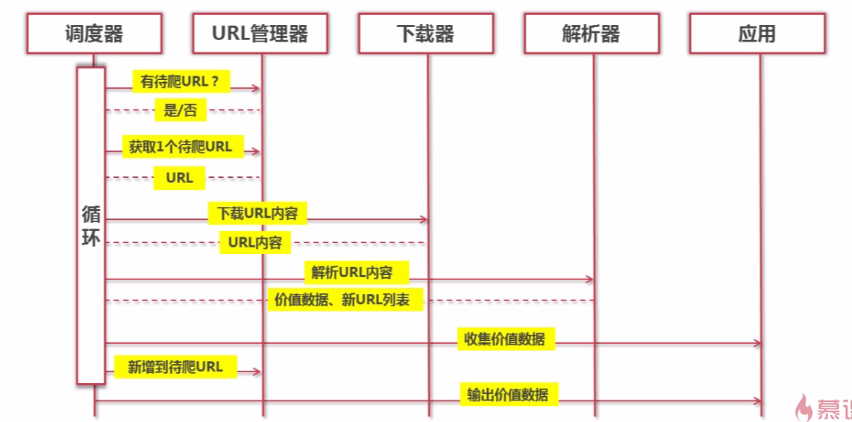 调度器
URL管理器
下载器
解析器
应用
有待爬URL？
是/否
获取1个待爬URL
URL
循
环
下载URL内容
URL内容
解析URL内容
价值数据、新URL列表
收集价值数据
新增到待爬URL
输出价值数据
慕